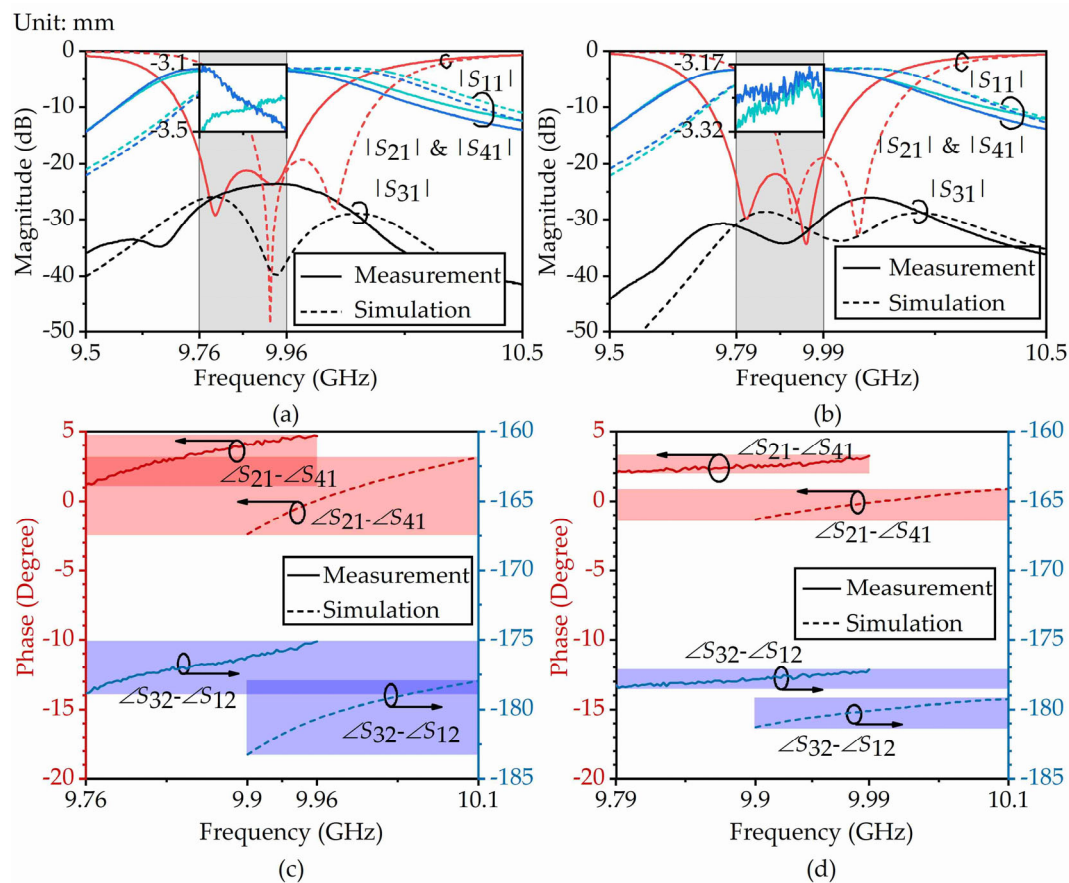 Unit: mm
0
-10
-20
-30
-40
-50
Magnitude (dB)
-3.1
-3.5
|S11|
|S21| & |S41|
|S31|
Measurement
Simulation
9.5
9.76
9.96
10.5
Frequency (GHz)
(a)
0
-10
-20
-30
-40
-50
Magnitude (dB)
-3.17
-3.32
|S11|
|S21| & |S41|
|S31|
Measurement
Simulation
9.5
9.79
9.99
10.5
Frequency (GHz)
(b)
5
0
-5
-10
-15
-20
Phase (Degree)
∠S21-∠S41
∠S21-∠S41
Measurement
Simulation
∠S32-∠S12
∠S32-∠S12
-160
-165
-170
-175
-180
-185
9.76
9.9
9.96
10.1
Frequency (GHz)
(c)
5
0
-5
-10
-15
-20
Phase (Degree)
∠S21-∠S41
∠S21-∠S41
Measurement
Simulation
∠S32-∠S12
∠S32-∠S12
-160
-165
-170
-175
-180
-185
9.79
9.9
9.99
10.1
Frequency (GHz)
(d)